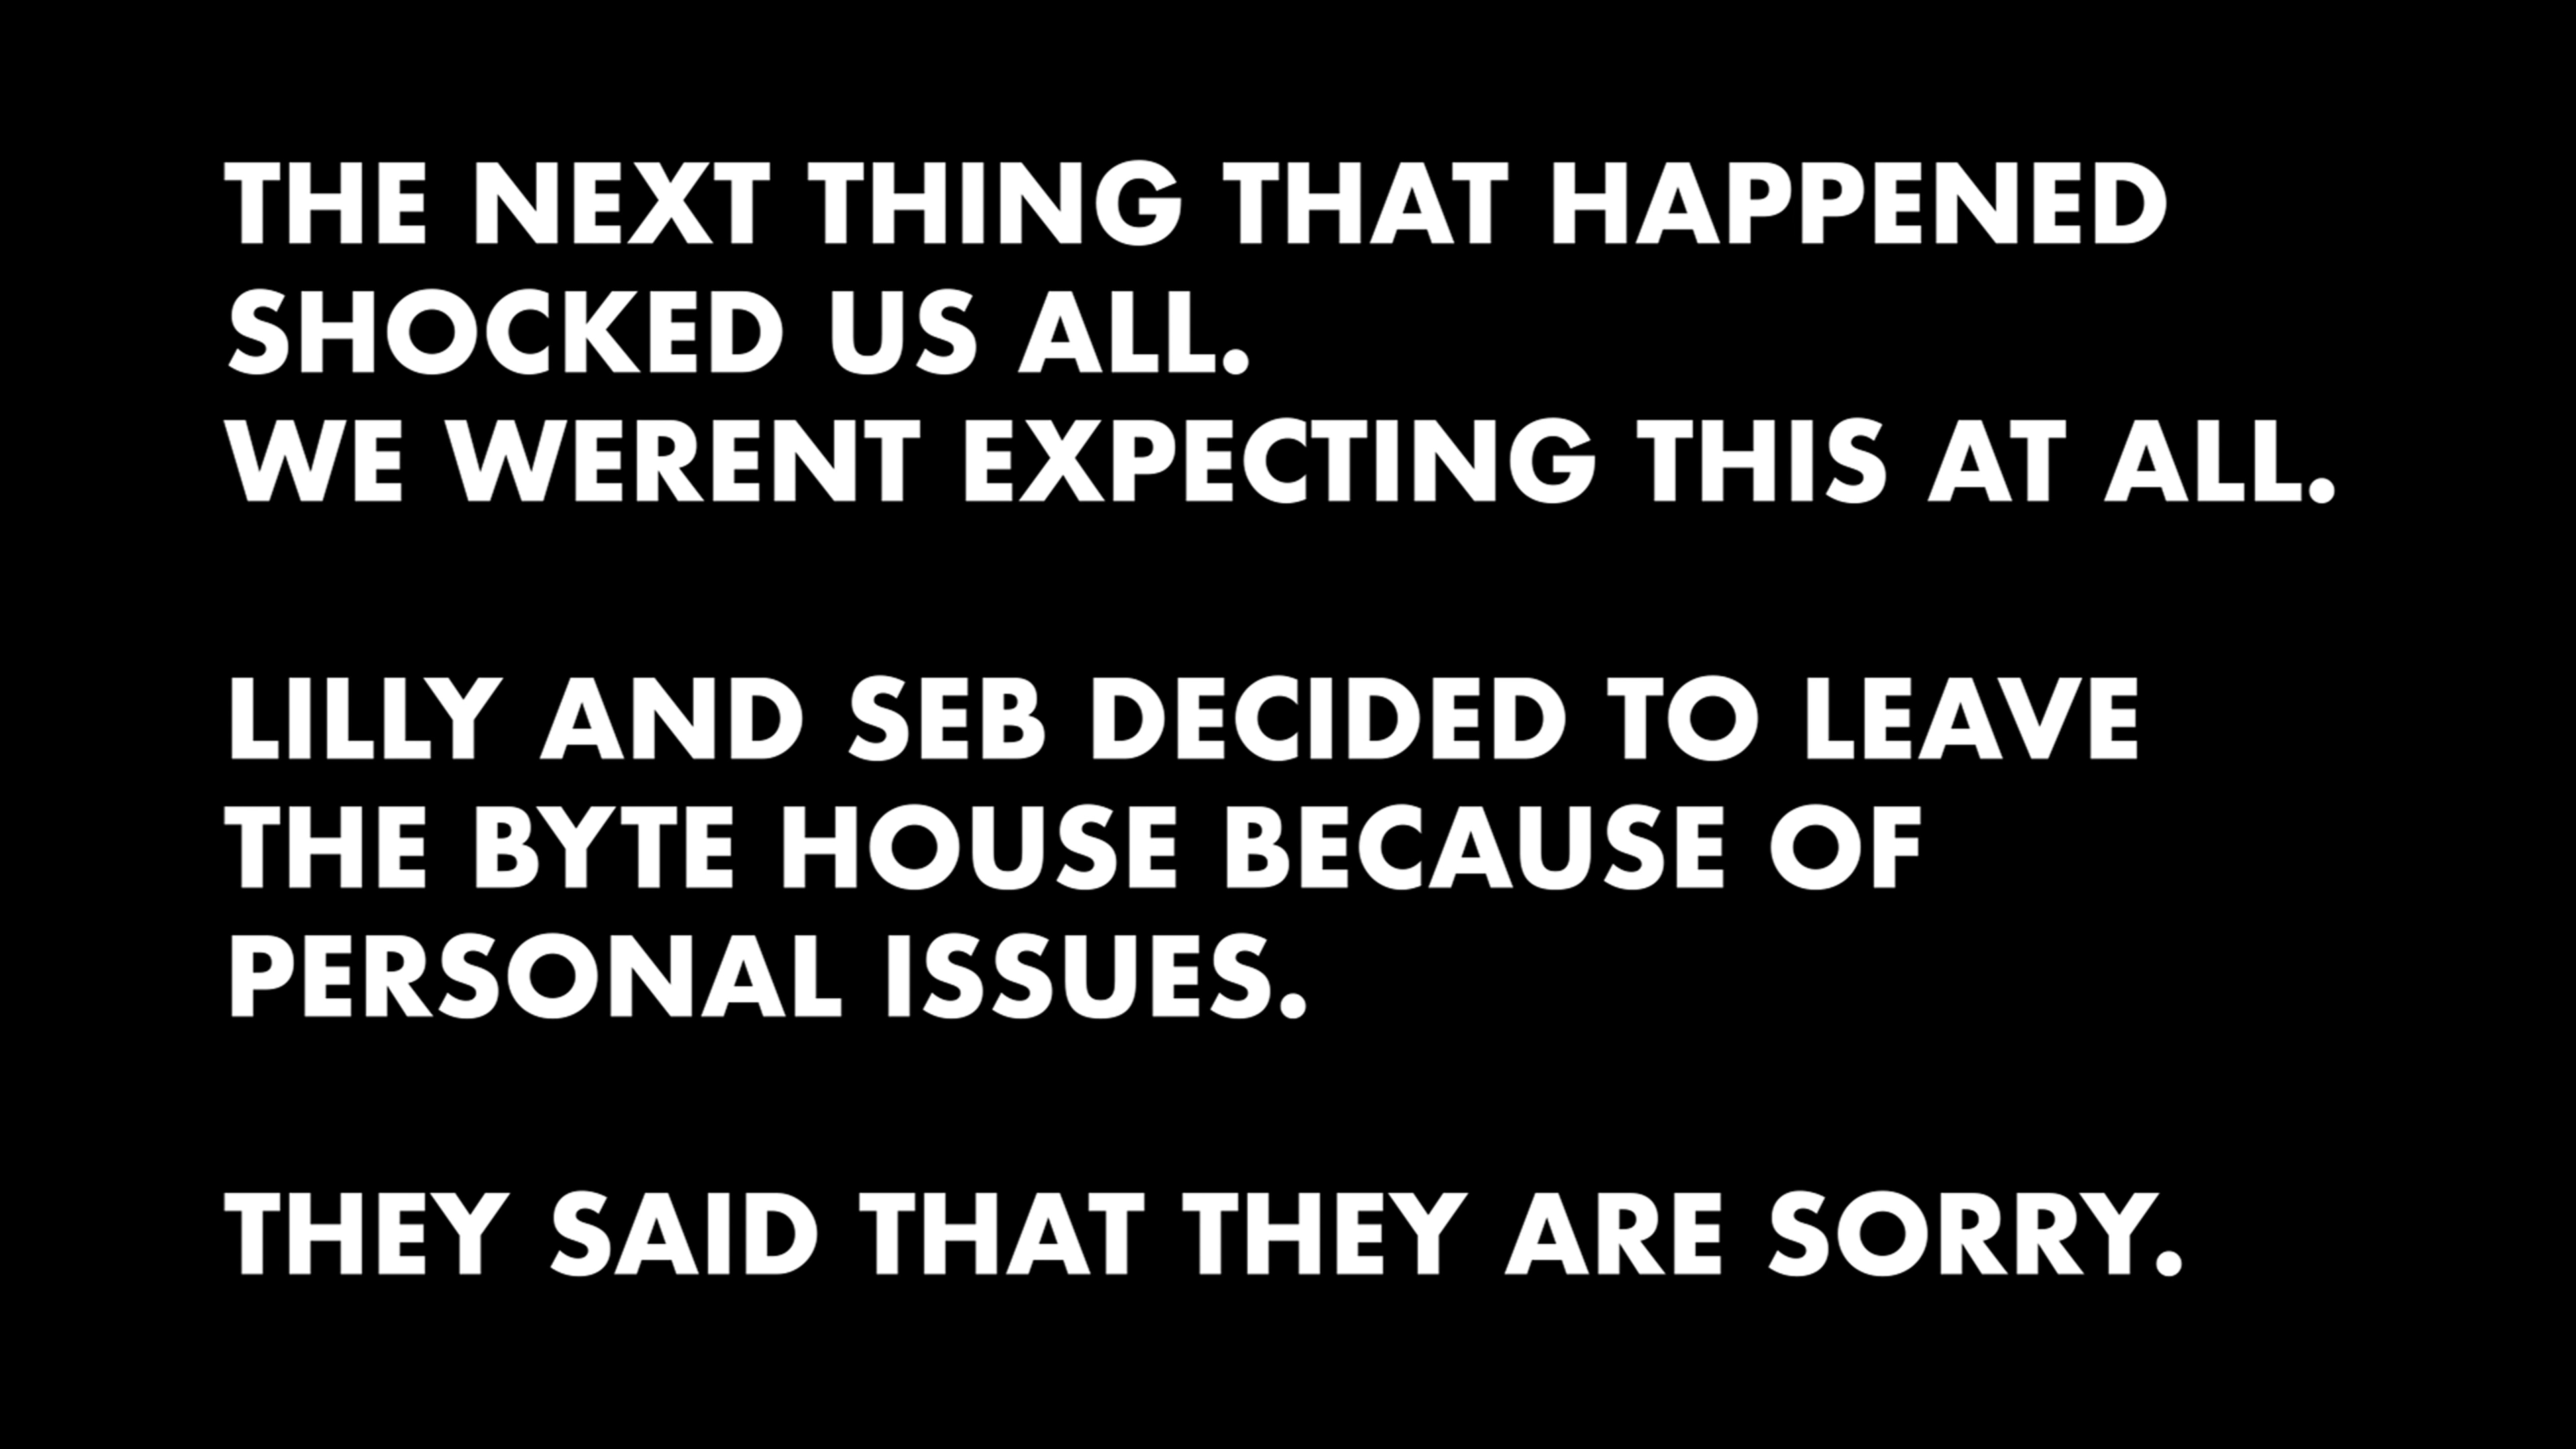 THE NEXT THING THAT HAPPENED
SHOCKED US ALL.
WE WERENT EXPECTING THIS AT ALL.
LILLY AND SEB DECIDED TO LEAVE
THE BYTE HOUSE BECAUSE OF
PERSONAL ISSUES.
THEY SAID THAT THEY ARE SORRY.